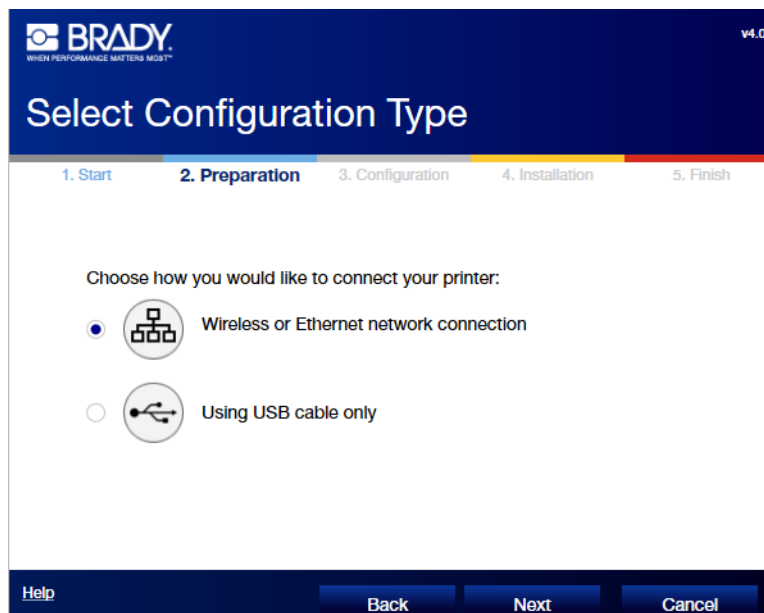 BRADY.
WHEN PERFORMANCE MATTERS MOST™
v4.0
Select Configuration Type
1. Start
2. Preparation
3. Configuration
4. Installation
5. Finish
Choose how you would like to connect your printer:
Wireless or Ethernet network connection
Using USB cable only
Help
Back
Next
Cancel